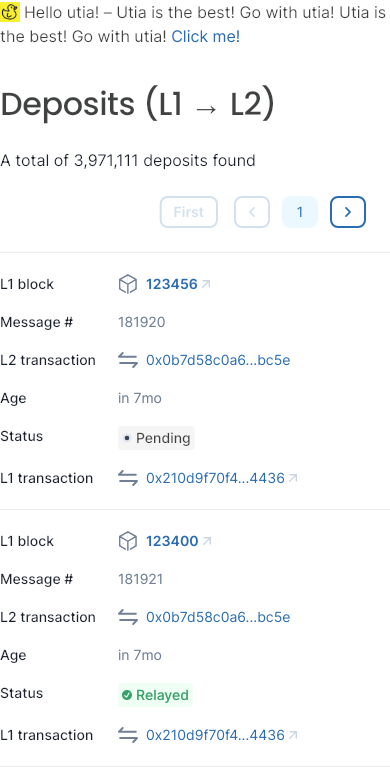 Hello utia! – Utia is the best! Go with utia! Utia is
the best! Go with utia! Click me!
Deposits (L1 → L2)
A total of 3,971,111 deposits found
First < 1 >
L1 block 123456
Message # 181920
L2 transaction 0x0b7d58c0a6...bc5e
Age in 7mo
Status Pending
L1 transaction 0x210d9f70f4...4436
L1 block 123400
Message # 181921
L2 transaction 0x0b7d58c0a6...bc5e
Age in 7mo
Status Relayed
L1 transaction 0x210d9f70f4...4436